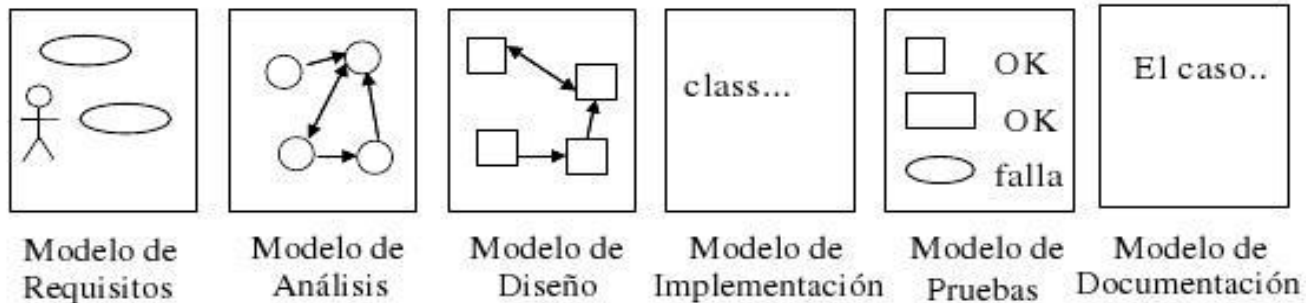 class...
OK
OK
falla
El caso..
Modelo de
Requisitos
Modelo de
Análisis
Modelo de
Diseño
Modelo de
Implementación
Modelo de
Pruebas
Modelo de
Documentación